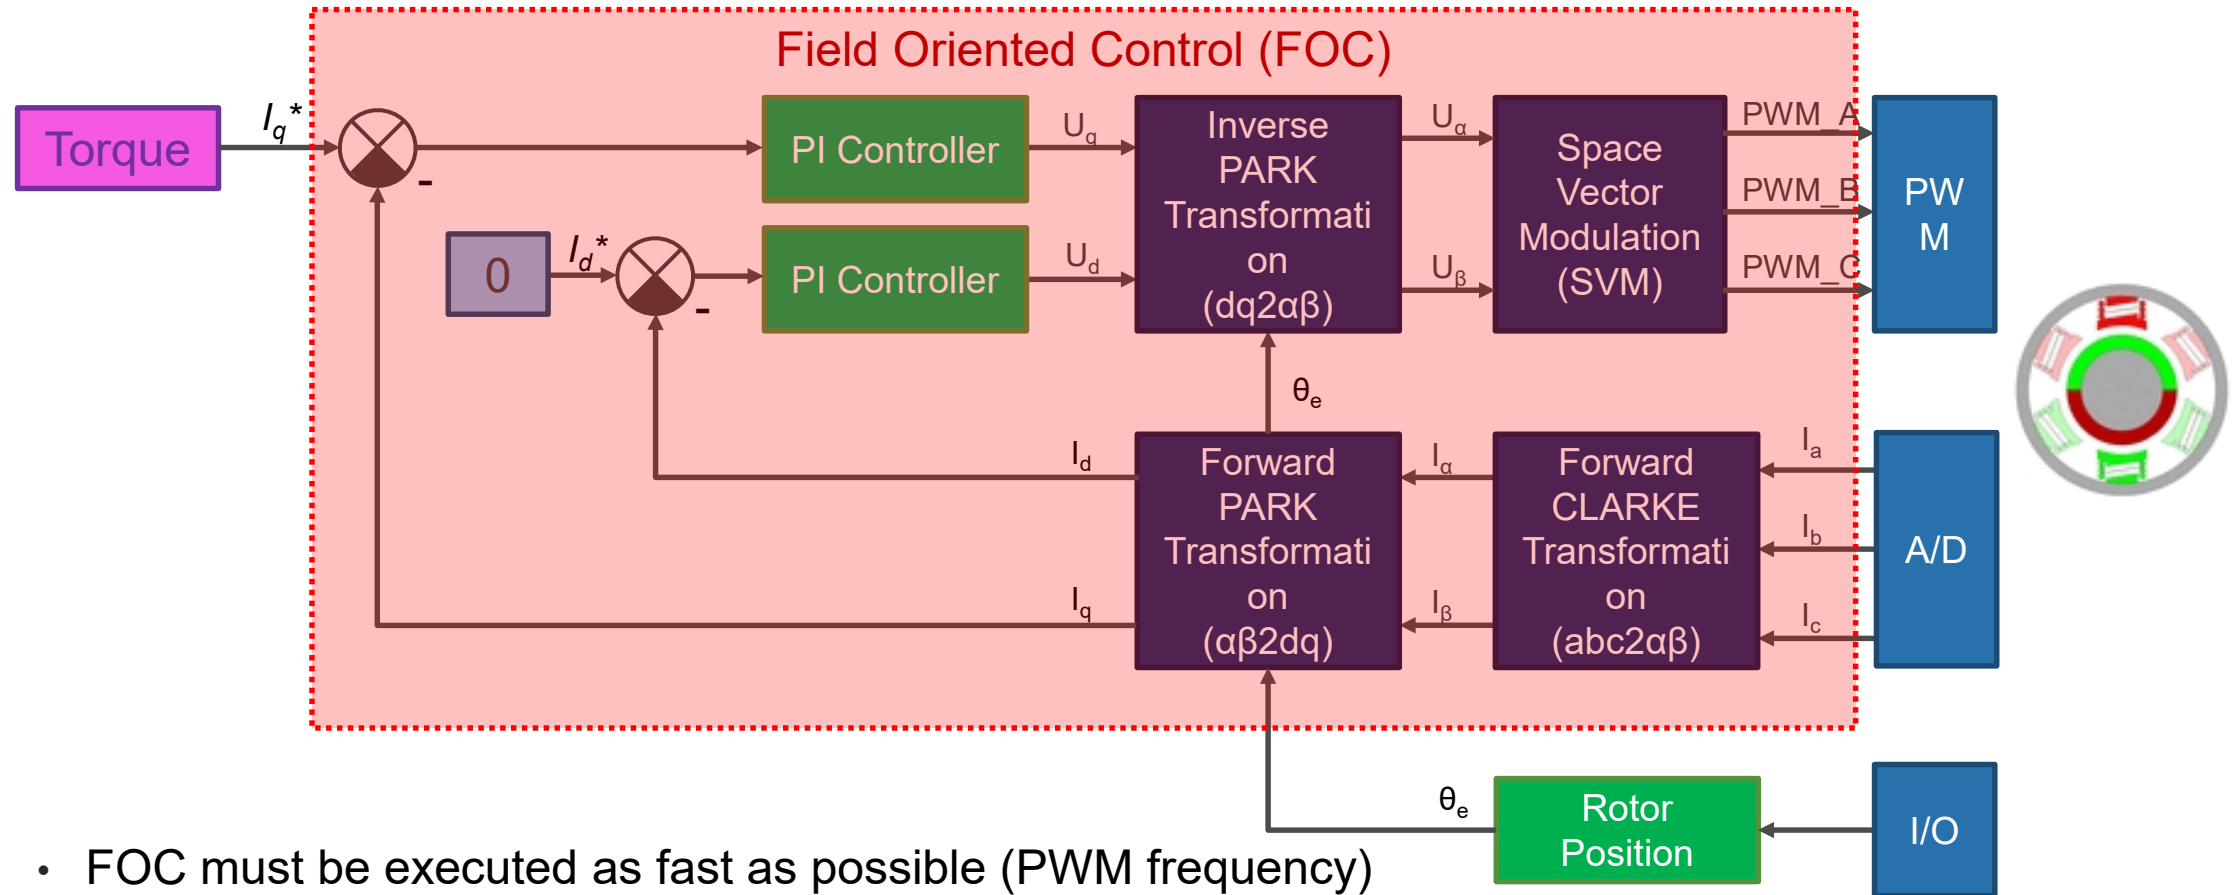 Field Oriented Control (FOC)
Torque
Iq*
-
PI Controller
Uq
Inverse
PARK
Transformati
on
(dq2αβ)
Uα
Space
Vector
Modulation
(SVM)
PWM_A
PWM_B
PWM_C
PW
M
0
Id*
-
PI Controller
Ud
Uβ
θe
Id
Iq
Forward
PARK
Transformati
on
(αβ2dq)
Iα
Iβ
Forward
CLARKE
Transformati
on
(abc2αβ)
Ia
Ib
Ic
A/D
θe
Rotor
Position
I/O
• FOC must be executed as fast as possible (PWM frequency)